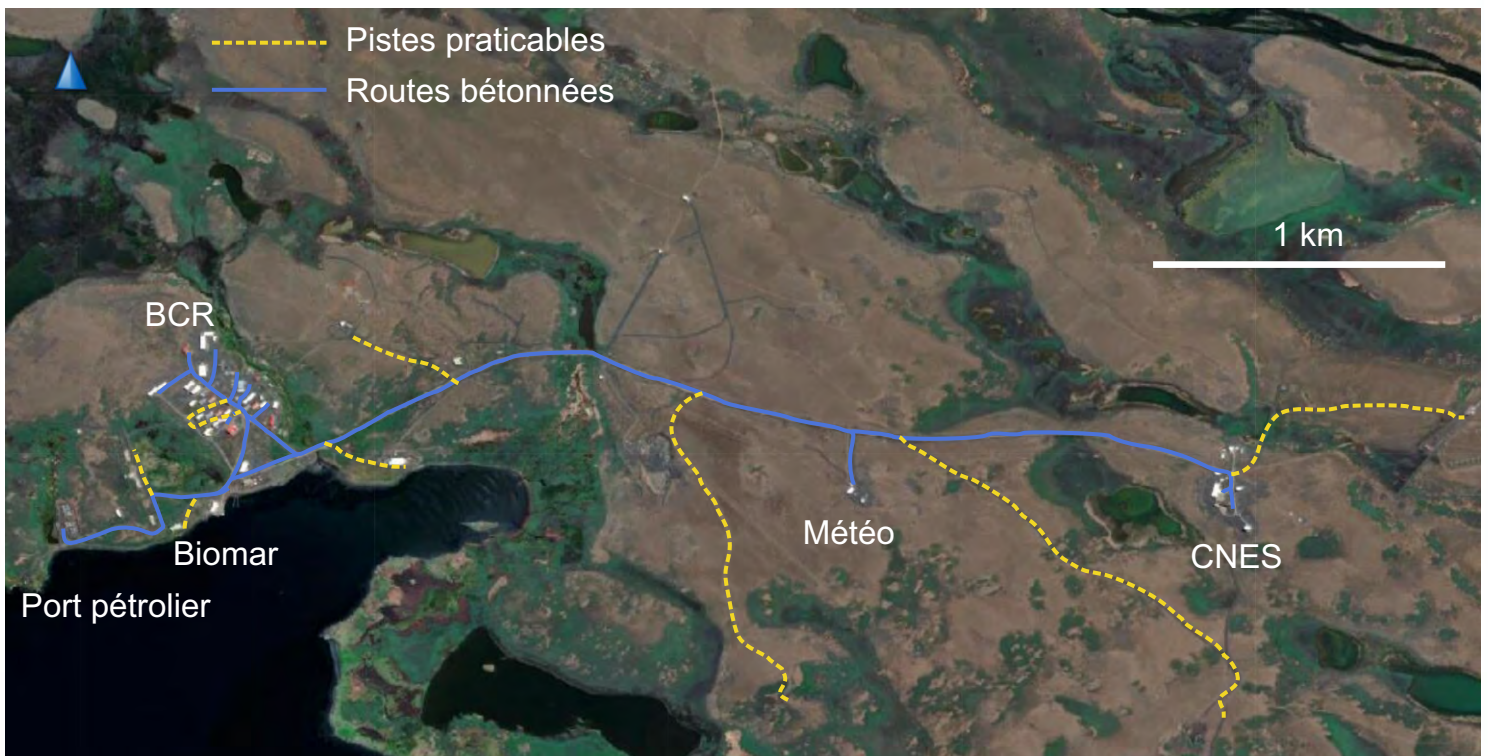 Pistes praticables
Routes bétonnées
1 km
BCR
Météo
Biomar
CNES
Port pétrolier